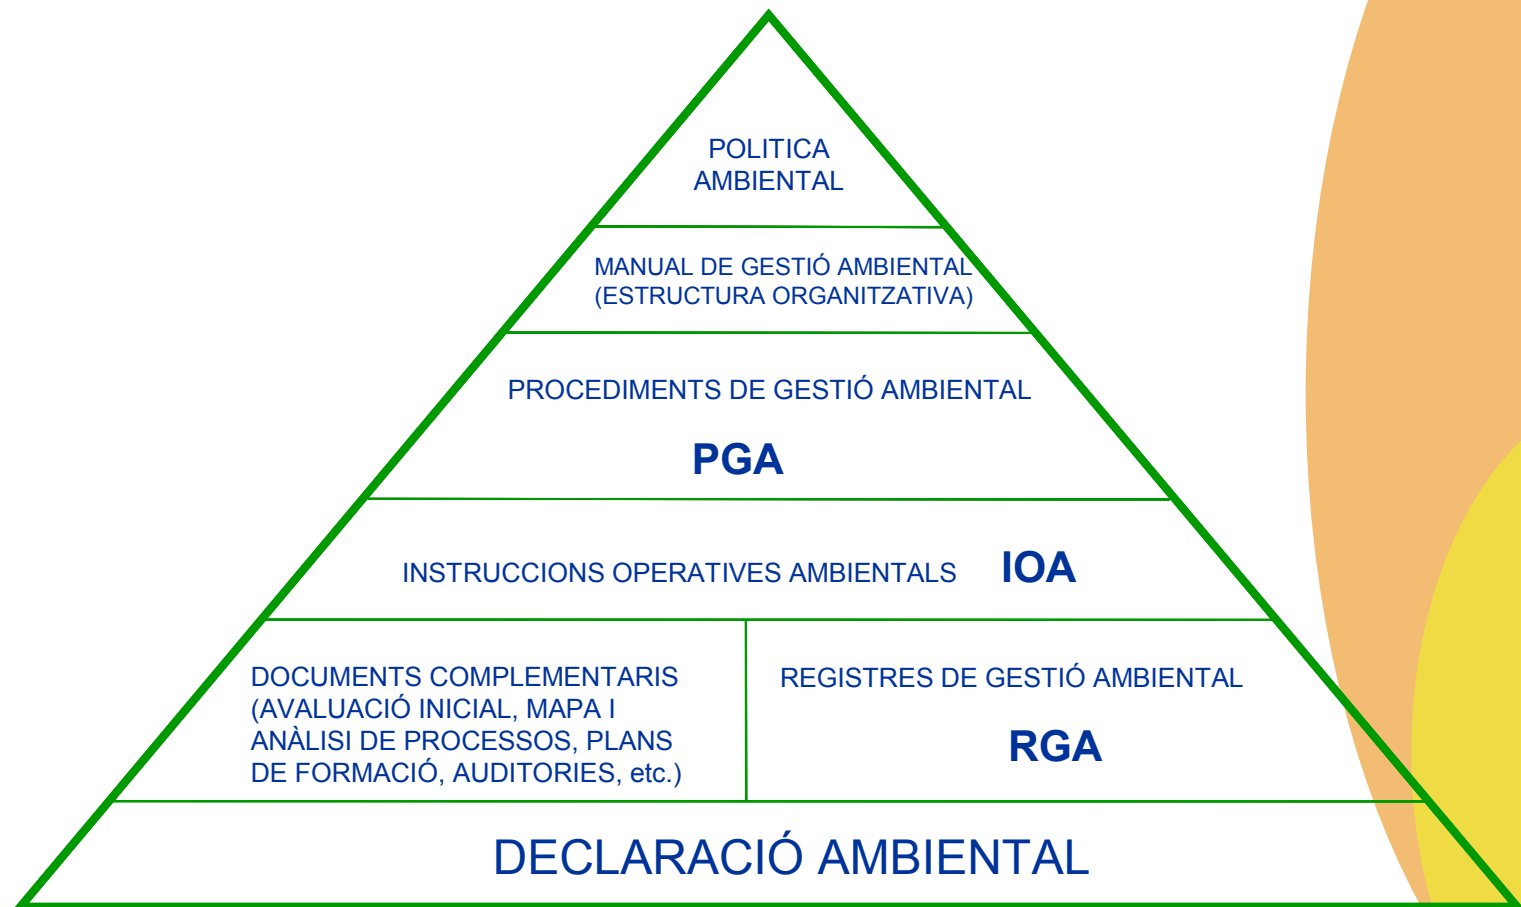 POLITICA
AMBIENTAL
MANUAL DE GESTIÓ AMBIENTAL
(ESTRUCTURA ORGANITZATIVA)
PROCEDIMENTS DE GESTIÓ AMBIENTAL
PGA
INSTRUCCIONS OPERATIVES AMBIENTALS IOA
DOCUMENTS COMPLEMENTARIS
(AVALUACIÓ INICIAL, MAPA I
ANÀLISI DE PROCESSOS, PLANS
DE FORMACIÓ, AUDITORIES, etc.)
REGISTRES DE GESTIÓ AMBIENTAL
RGA
DECLARACIÓ AMBIENTAL